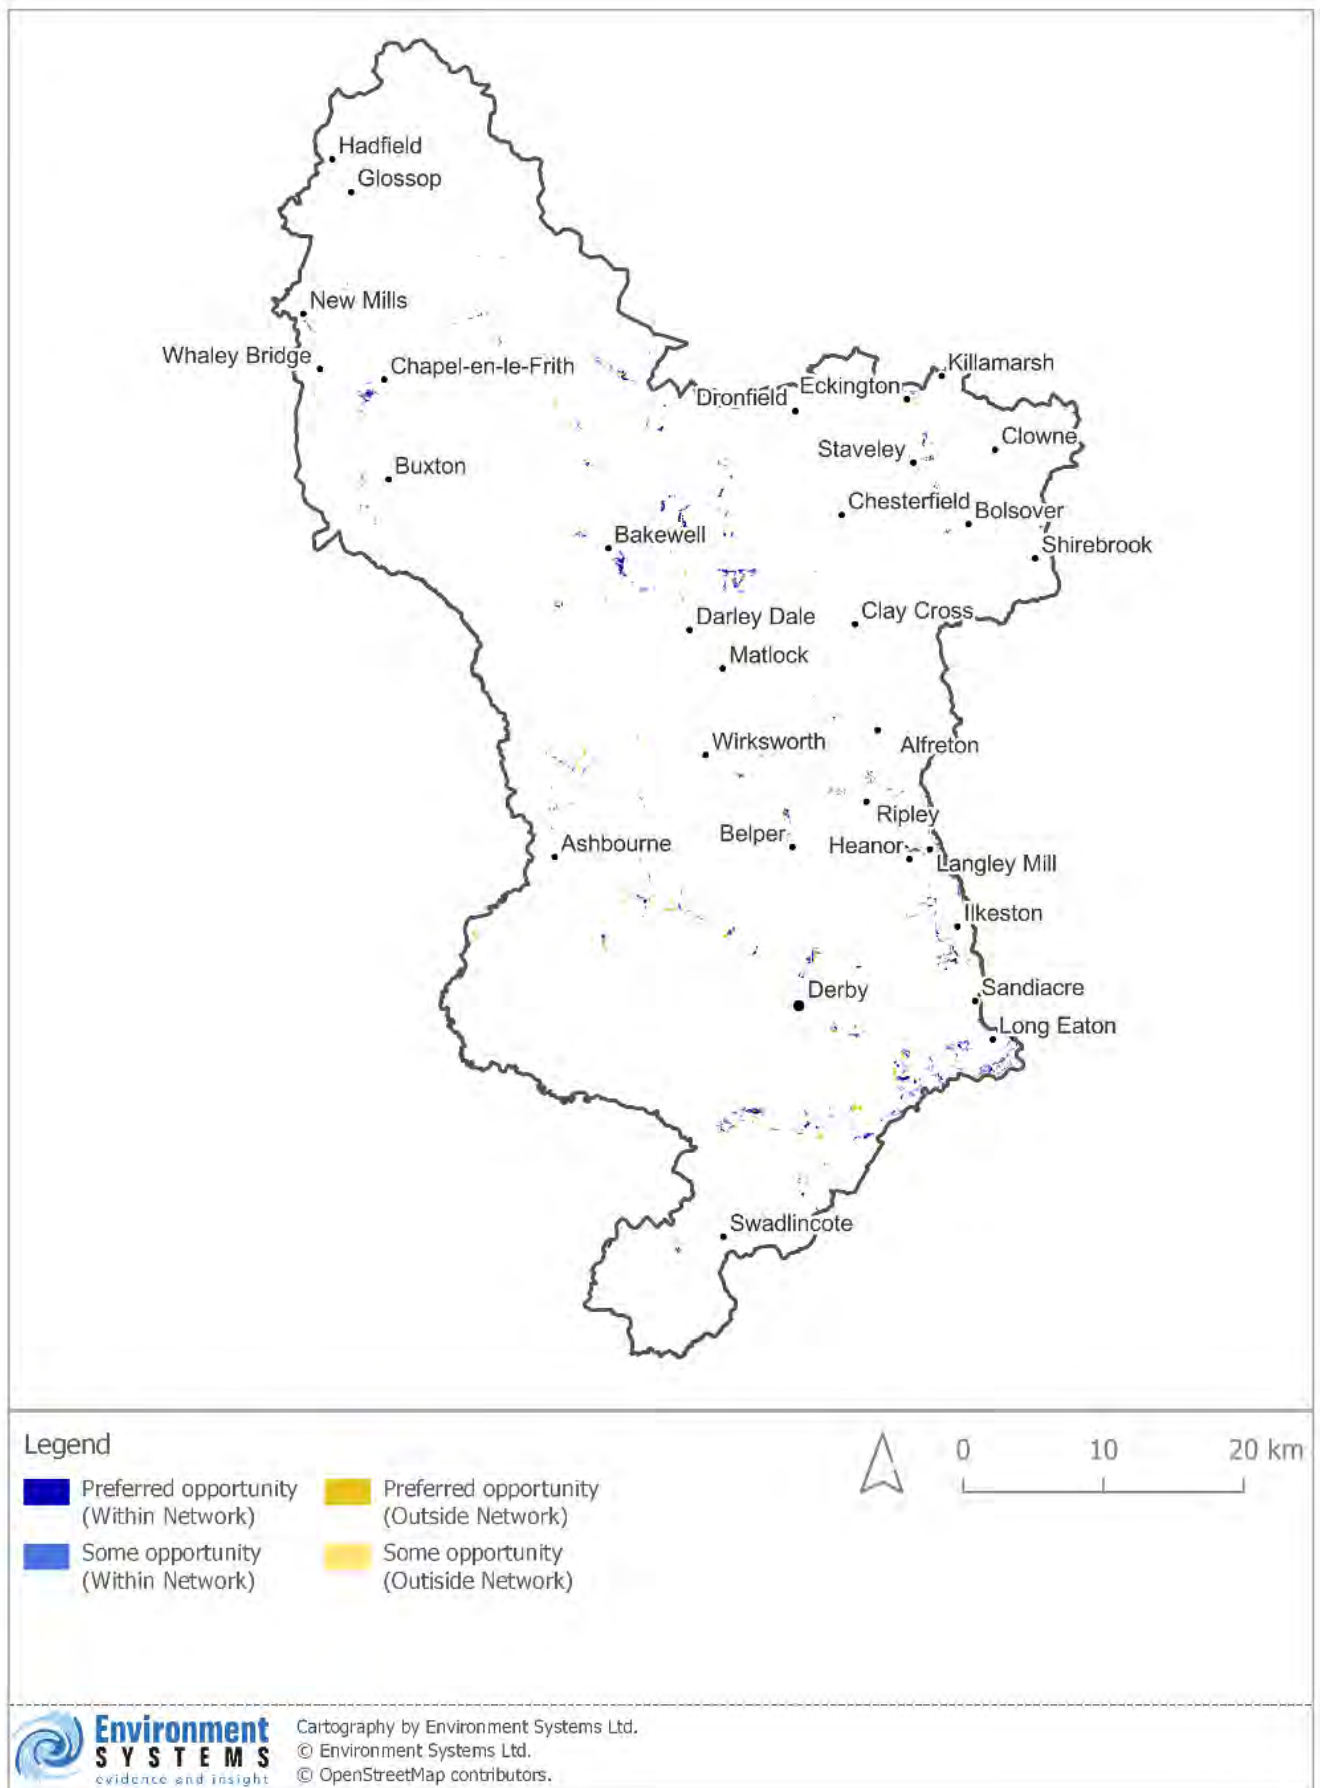 Hadfield
Glossop
New Mills
Whaley Bridge
Chapel-en-le-Frith
Killamarsh
Eckington
Dronfield
Clowne
Staveley
Buxton
Chesterfield
Bolsover
Bakewell
Shirebrook
Darley Dale
Clay Cross
Matlock
Wirksworth
Alfreton
Ripley
Ashbourne
Belper
Heanor
Langley Mill
Ilkeston
Derby
Sandiacre
Long Eaton
Swadlincote
Legend
0 10 20 km
Preferred opportunity
(Within Network)
Preferred opportunity
(Outside Network)
Some opportunity
(Within Network)
Some opportunity
(Outiside Network)
Environment
SYSTEMS
evidence and insight
Cartography by Environment Systems Ltd.
© Environment Systems Ltd.
© OpenStreetMap contributors.